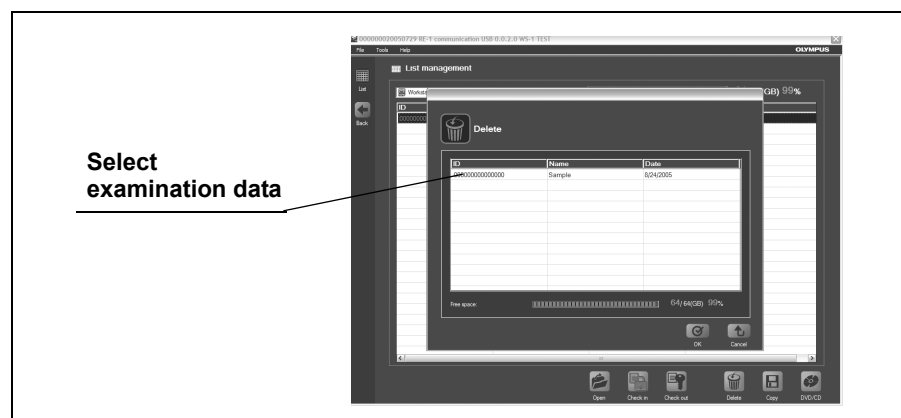 000000020050729 RE-1 communication USB 0.0.2.0 WS-1 TEST
File Tools Help
OLYMPUS
List management
List
Back
(GB) 99%
ID
Delete
ID Name Date
000000000000000 Sample 8/24/2005
Free space: 64/64(GB) 99%
OK Cancel
Open Check in Check out Delete Copy DVD/CD
Select
examination data